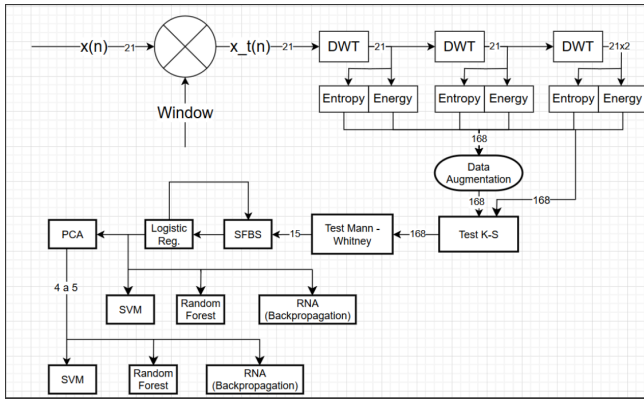 x(n)
21
x_t(n)
21
DWT
21
DWT
21
DWT
21x2
Entropy
Energy
Entropy
Energy
Entropy
Energy
Window
168
Data
Augmentation
168
168
PCA
Logistic
Reg.
SFBS
15
Test Mann -
Whitney
168
Test K-S
4 a 5
SVM
Random
Forest
RNA
(Backpropagation)
SVM
Random
Forest
RNA
(Backpropagation)